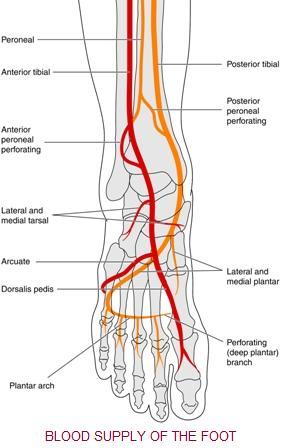 Peroneal
Anterior tibial
Posterior tibial
Posterior
peroneal
perforating
Anterior
peroneal
perforating
Lateral and
medial tarsal
Arcuate
Dorsalis pedis
Lateral and
medial plantar
Perforating
(deep plantar)
branch
Plantar arch
BLOOD SUPPLY OF THE FOOT